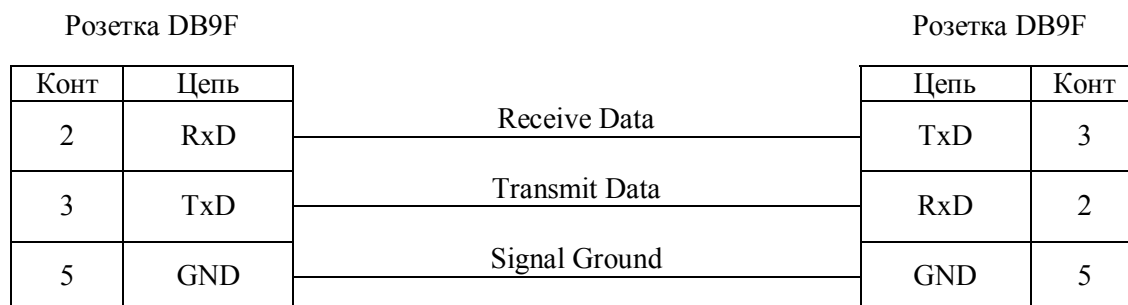 Розетка DB9F Розетка DB9F
Конт Цепь Цепь Конт
2 RxD Receive Data TxD 3
3 TxD Transmit Data RxD 2
5 GND Signal Ground GND 5